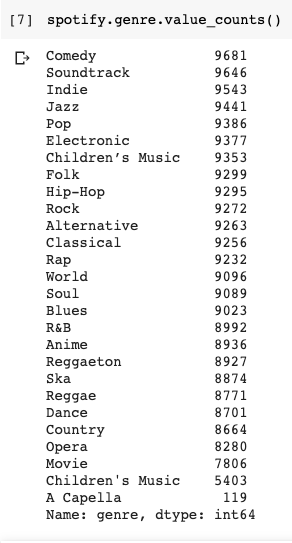 [7] spotify.genre.value_counts()
Comedy 9681
Soundtrack 9646
Indie 9543
Jazz 9441
Pop 9386
Electronic 9377
Children’s Music 9353
Folk 9299
Hip-Hop 9295
Rock 9272
Alternative 9263
Classical 9256
Rap 9232
World 9096
Soul 9089
Blues 9023
R&B 8992
Anime 8936
Reggaeton 8927
Ska 8874
Reggae 8771
Dance 8701
Country 8664
Opera 8280
Movie 7806
Children's Music 5403
A Capella 119
Name: genre, dtype: int64